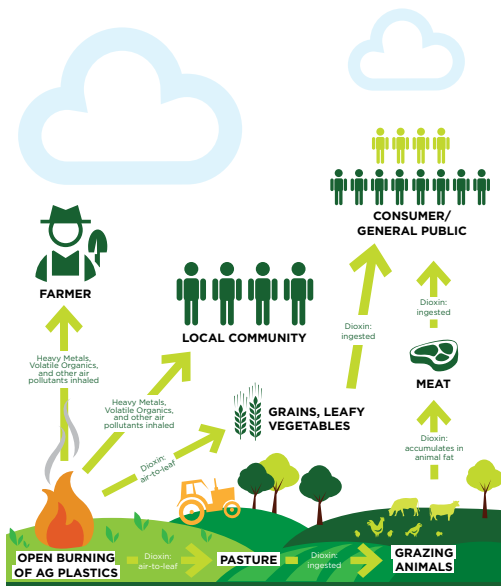 CONSUMER/
GENERAL PUBLIC
FARMER
LOCAL COMMUNITY
Dioxin:
ingested
Dioxin:
ingested
Heavy Metals,
Volatile Organics,
and other air
pollutants inhaled
MEAT
Heavy Metals,
Volatile Organics,
and other air
pollutants inhaled
GRAINS, LEAFY
VEGETABLES
Dioxin:
accumulates in
animal fat
Dioxin:
air-to-leaf
OPEN BURNING
OF AG PLASTICS
Dioxin:
air-to-leaf
PASTURE
Dioxin:
ingested
GRAZING
ANIMALS